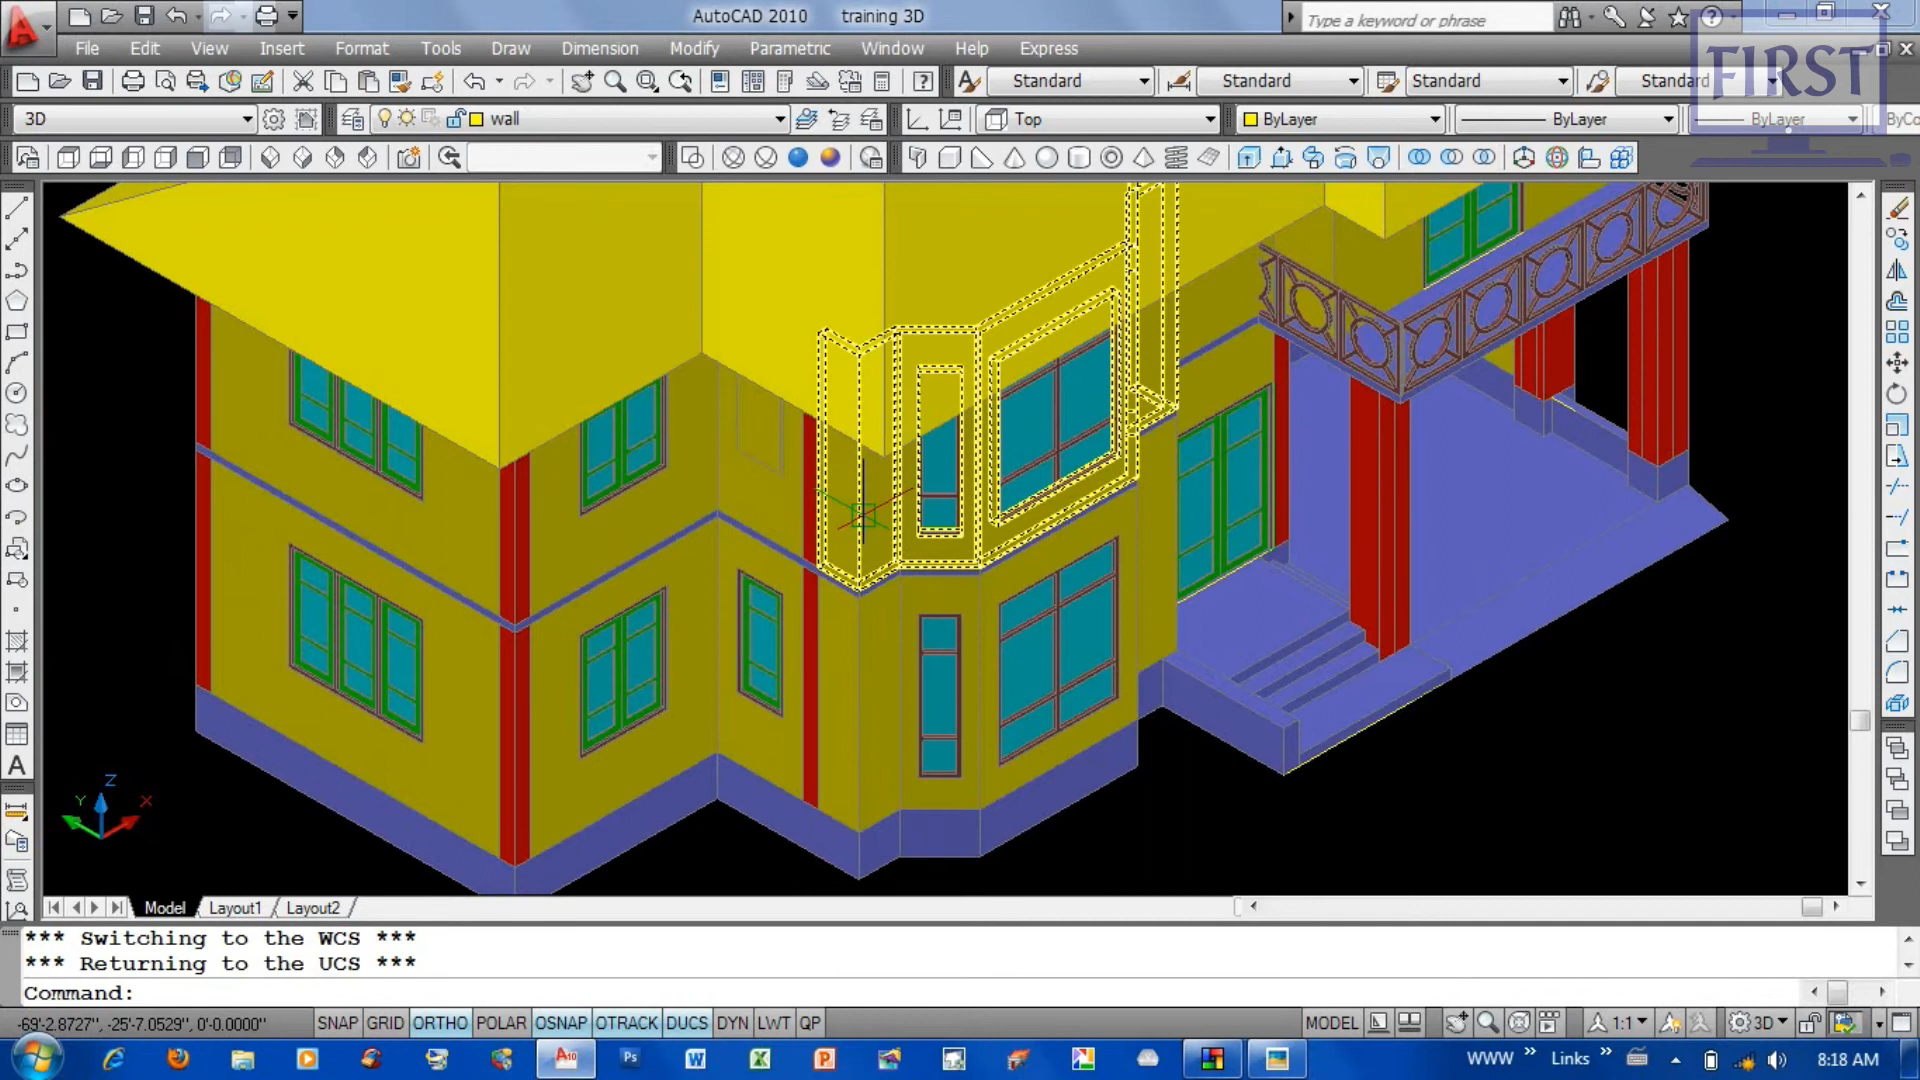 AutoCAD 2010 training 3D
Type a keyword or phrase
File Edit View Insert Format Tools Draw Dimension Modify Parametric Window Help Express
FIRST
Standard Standard Standard Standard
3D wall Top ByLayer ByLayer ByLayer ByCo
Z
Y X
Model Layout1 Layout2
*** Switching to the WCS ***
*** Returning to the UCS ***
Command:
-69'-2.8727", -25'-7.0529", 0'-0.0000" SNAP GRID ORTHO POLAR OSNAP OTRACK DUCS DYN LWT QP MODEL 1:1 3D
A10 Ps W X P WWW » Links » 8:18 AM